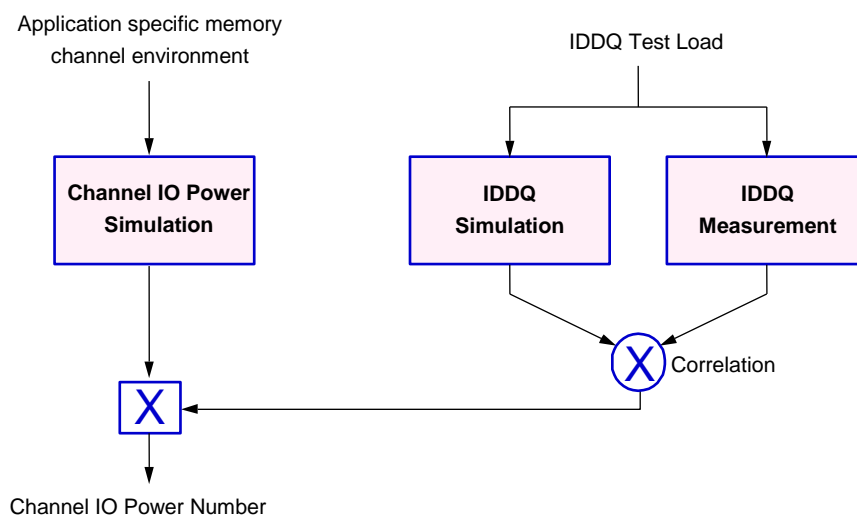 Application specific memory
channel environment
IDDQ Test Load
Channel IO Power
Simulation
IDDQ
Simulation
IDDQ
Measurement
X
Correlation
X
Channel IO Power Number